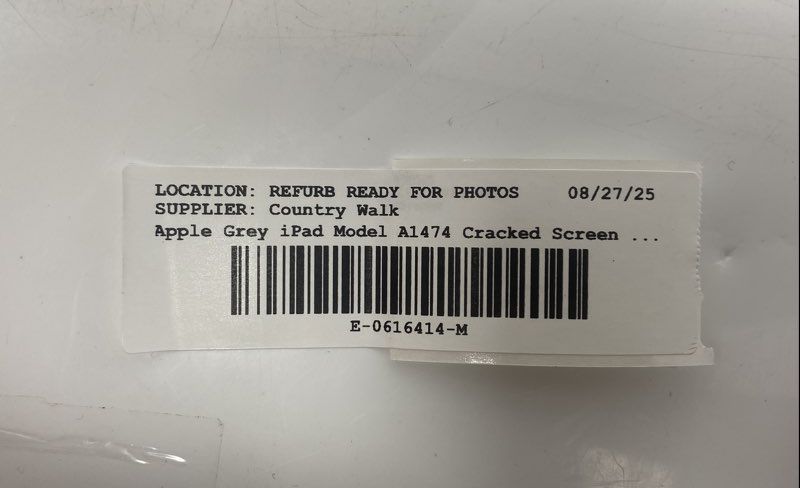 LOCATION: REFURB READY FOR PHOTOS 08/27/25
SUPPLIER: Country Walk
Apple Grey iPad Model A1474 Cracked Screen ...
E-0616414-M